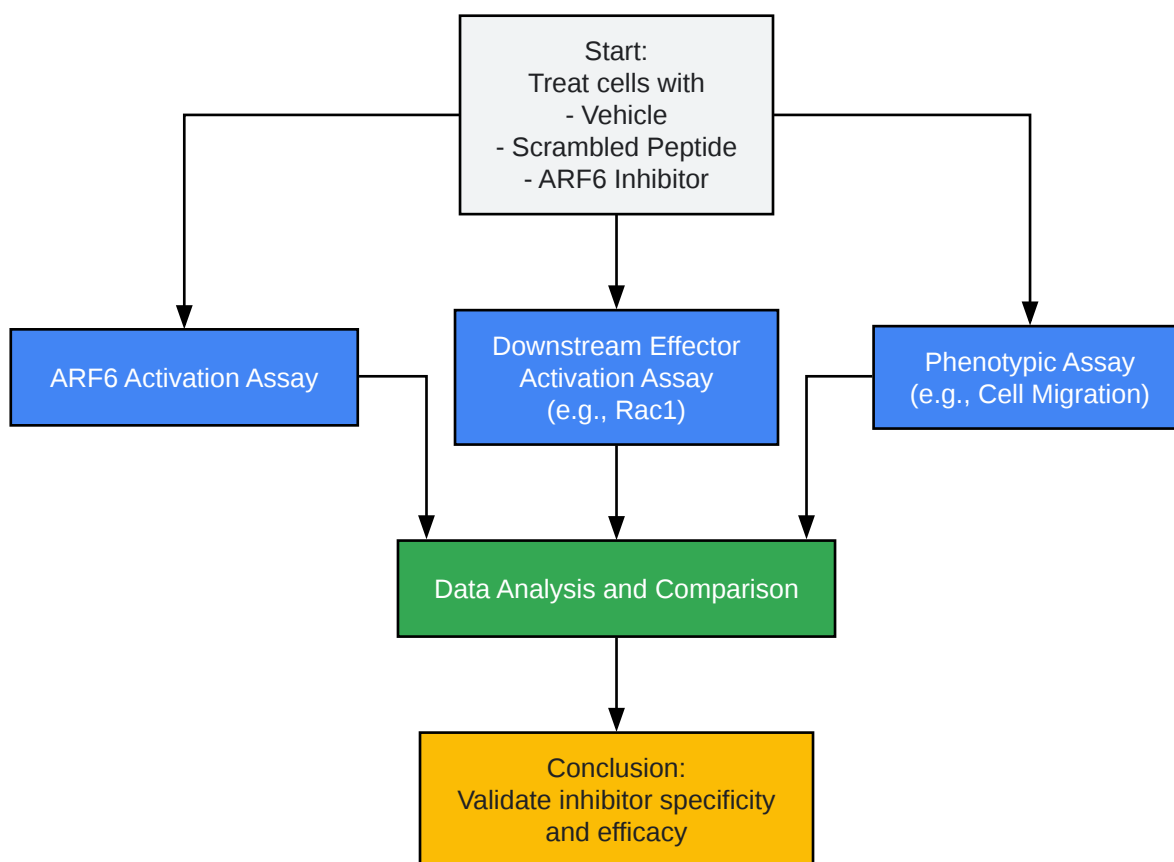 Start:
Treat cells with
- Vehicle
- Scrambled Peptide
- ARF6 Inhibitor
ARF6 Activation Assay
Downstream Effector
Activation Assay
(e.g., Rac1)
Phenotypic Assay
(e.g., Cell Migration)
Data Analysis and Comparison
Conclusion:
Validate inhibitor specificity
and efficacy